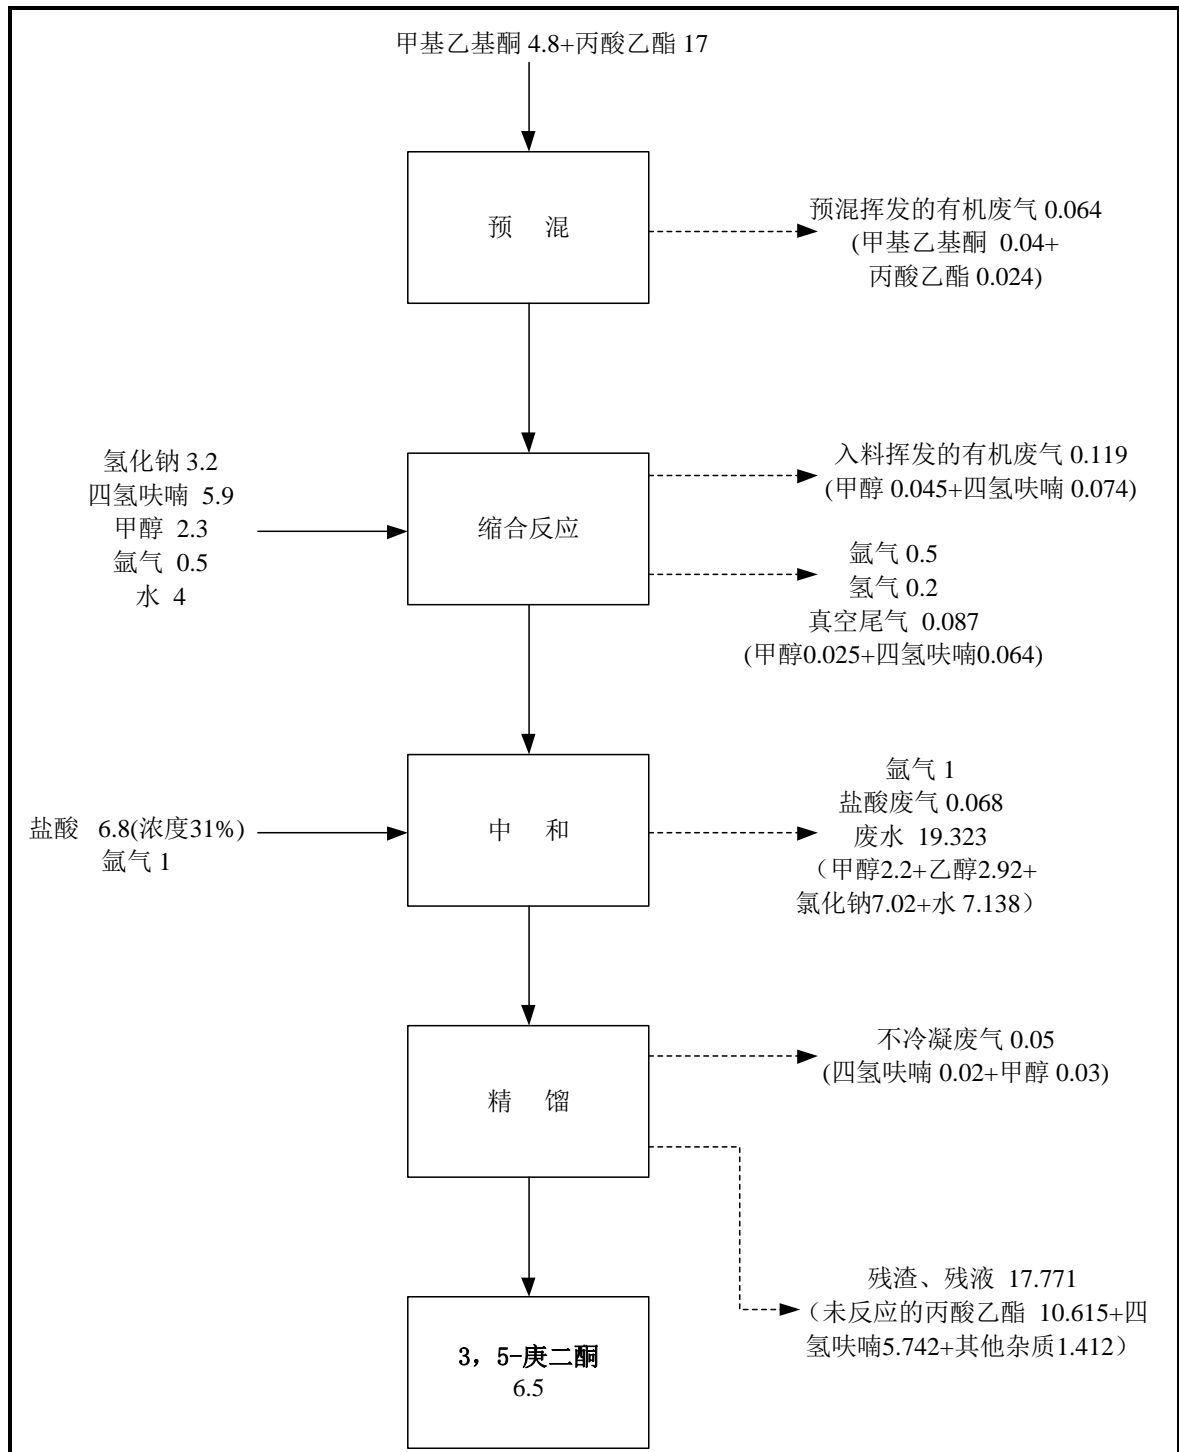 甲基乙基酮 4.8+丙酸乙酯 17
预 混
预混挥发的有机废气 0.064
(甲基乙基酮 0.04+
丙酸乙酯 0.024)
氢化钠 3.2
四氢呋喃 5.9
甲醇 2.3
氩气 0.5
水 4
缩合反应
入料挥发的有机废气 0.119
(甲醇 0.045+四氢呋喃 0.074)
氩气 0.5
氢气 0.2
真空尾气 0.087
(甲醇0.025+四氢呋喃0.064)
盐酸 6.8(浓度31%)
氩气 1
中 和
氩气 1
盐酸废气 0.068
废水 19.323
(甲醇2.2+乙醇2.92+
氯化钠7.02+水 7.138)
精 馏
不冷凝废气 0.05
(四氢呋喃 0.02+甲醇 0.03)
残渣、残液 17.771
(未反应的丙酸乙酯 10.615+四
氢呋喃5.742+其他杂质1.412)
3,5-庚二酮
6.5